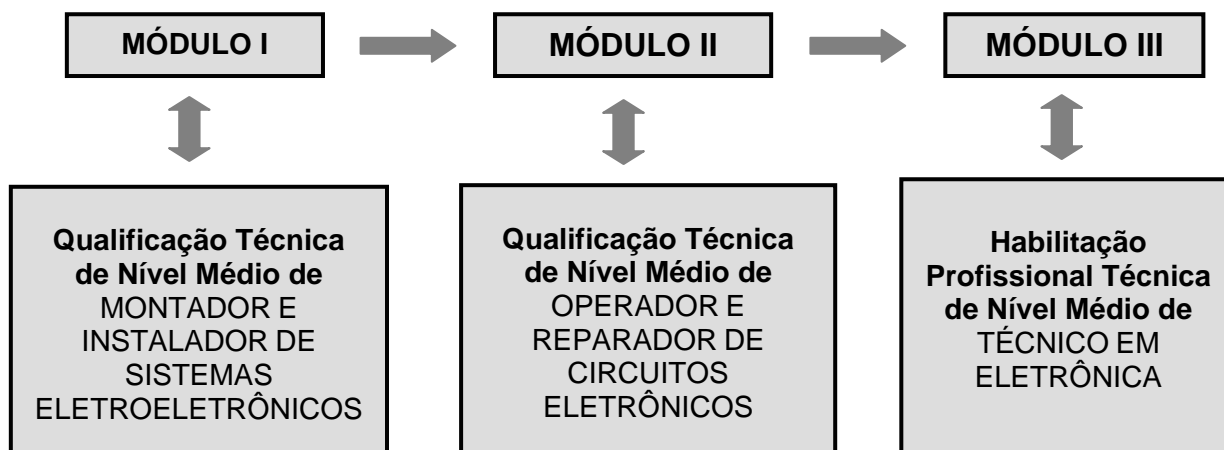 MÓDULO I
MÓDULO II
MÓDULO III
Qualificação Técnica
de Nível Médio de
MONTADOR E
INSTALADOR DE
SISTEMAS
ELETROELETRÔNICOS
Qualificação Técnica
de Nível Médio de
OPERADOR E
REPARADOR DE
CIRCUITOS
ELETRÔNICOS
Habilitação
Profissional Técnica
de Nível Médio de
TÉCNICO EM
ELETRÔNICA